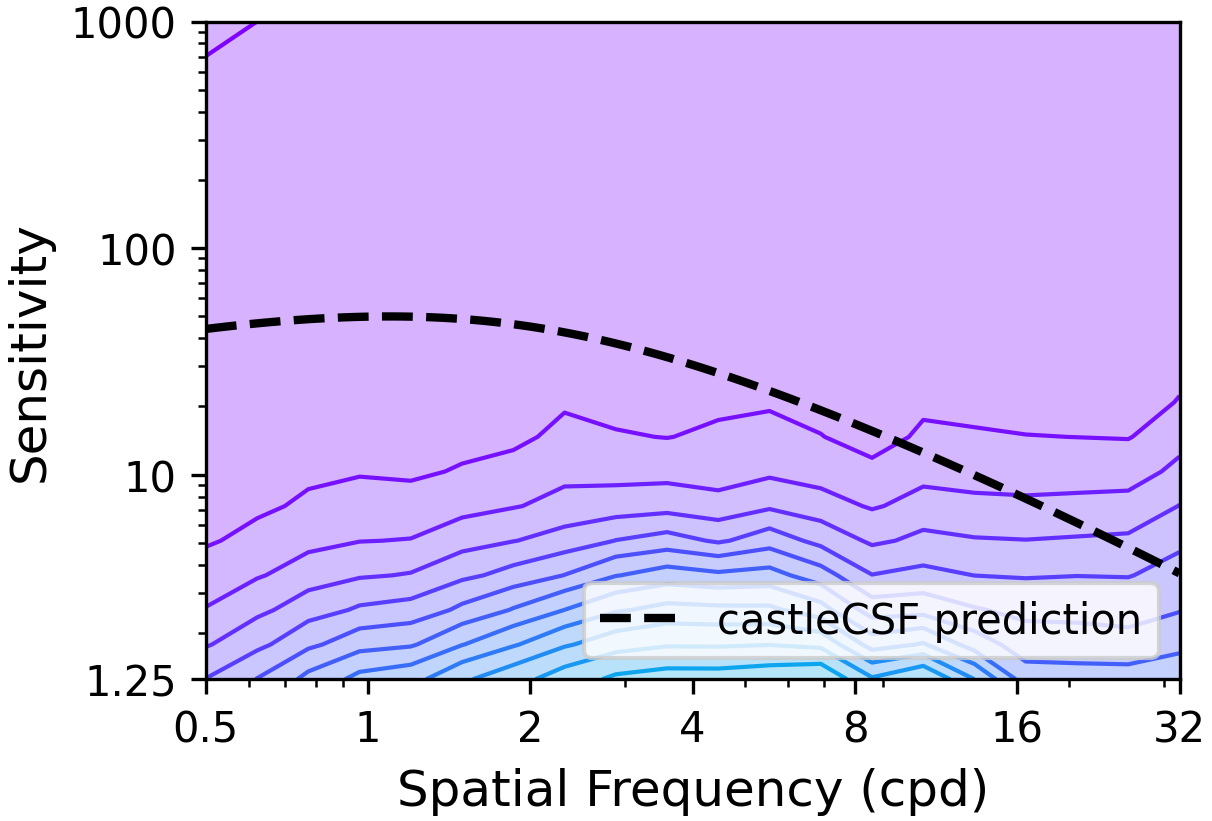 1000
100
10
1.25
Sensitivity
castleCSF prediction
0.5 1 2 4 8 16 32
Spatial Frequency (cpd)